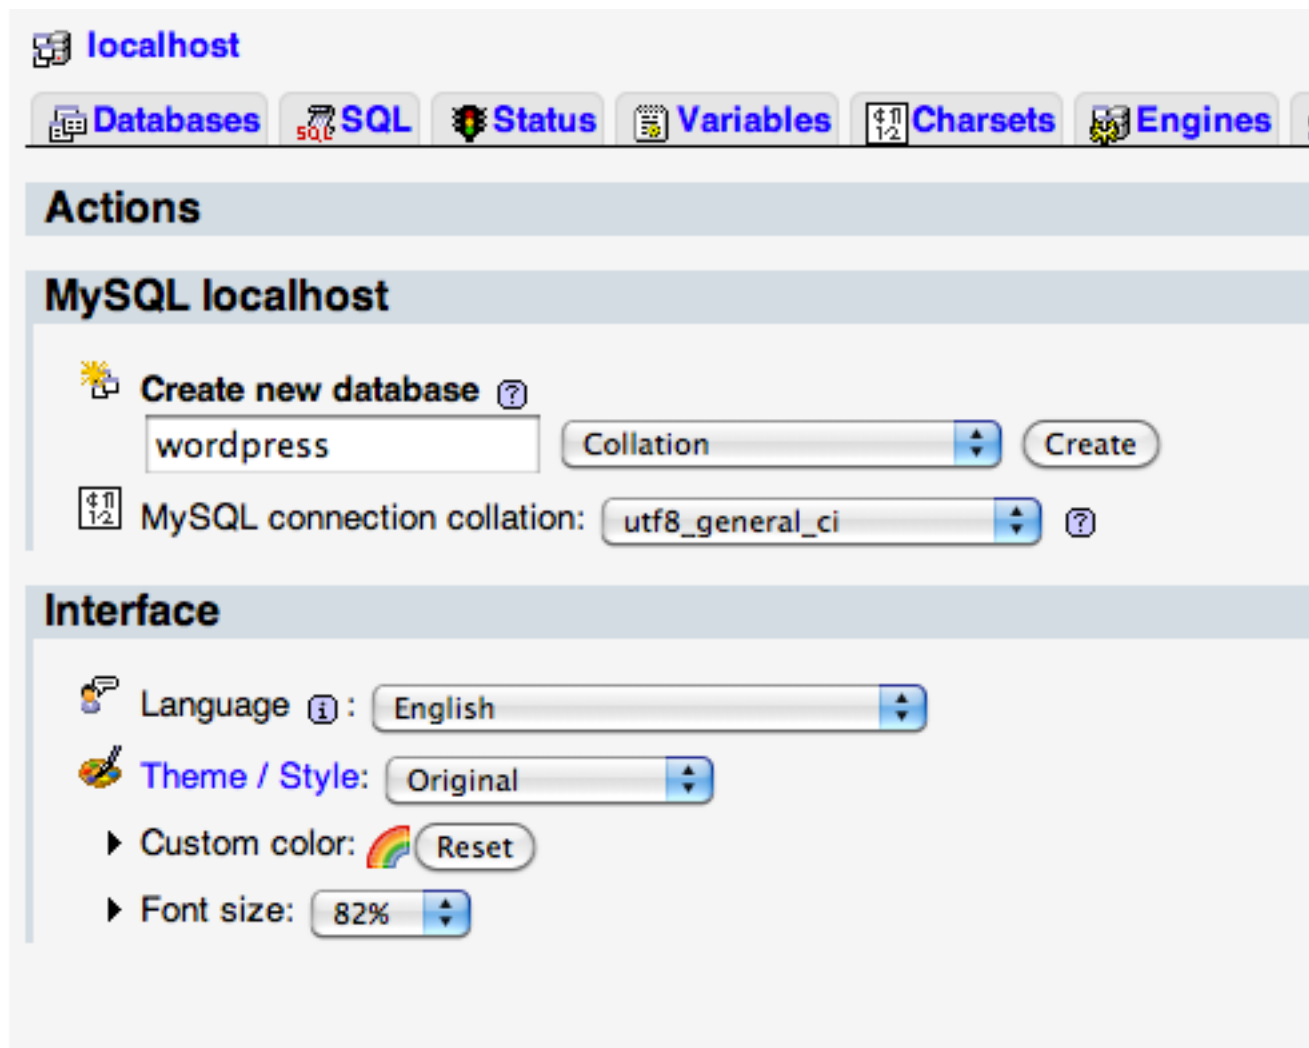 localhost
Databases SQL Status Variables Charsets Engines
Actions
MySQL localhost
Create new database
wordpress Collation Create
MySQL connection collation: utf8_general_ci
Interface
Language : English
Theme / Style: Original
Custom color: Reset
Font size: 82%